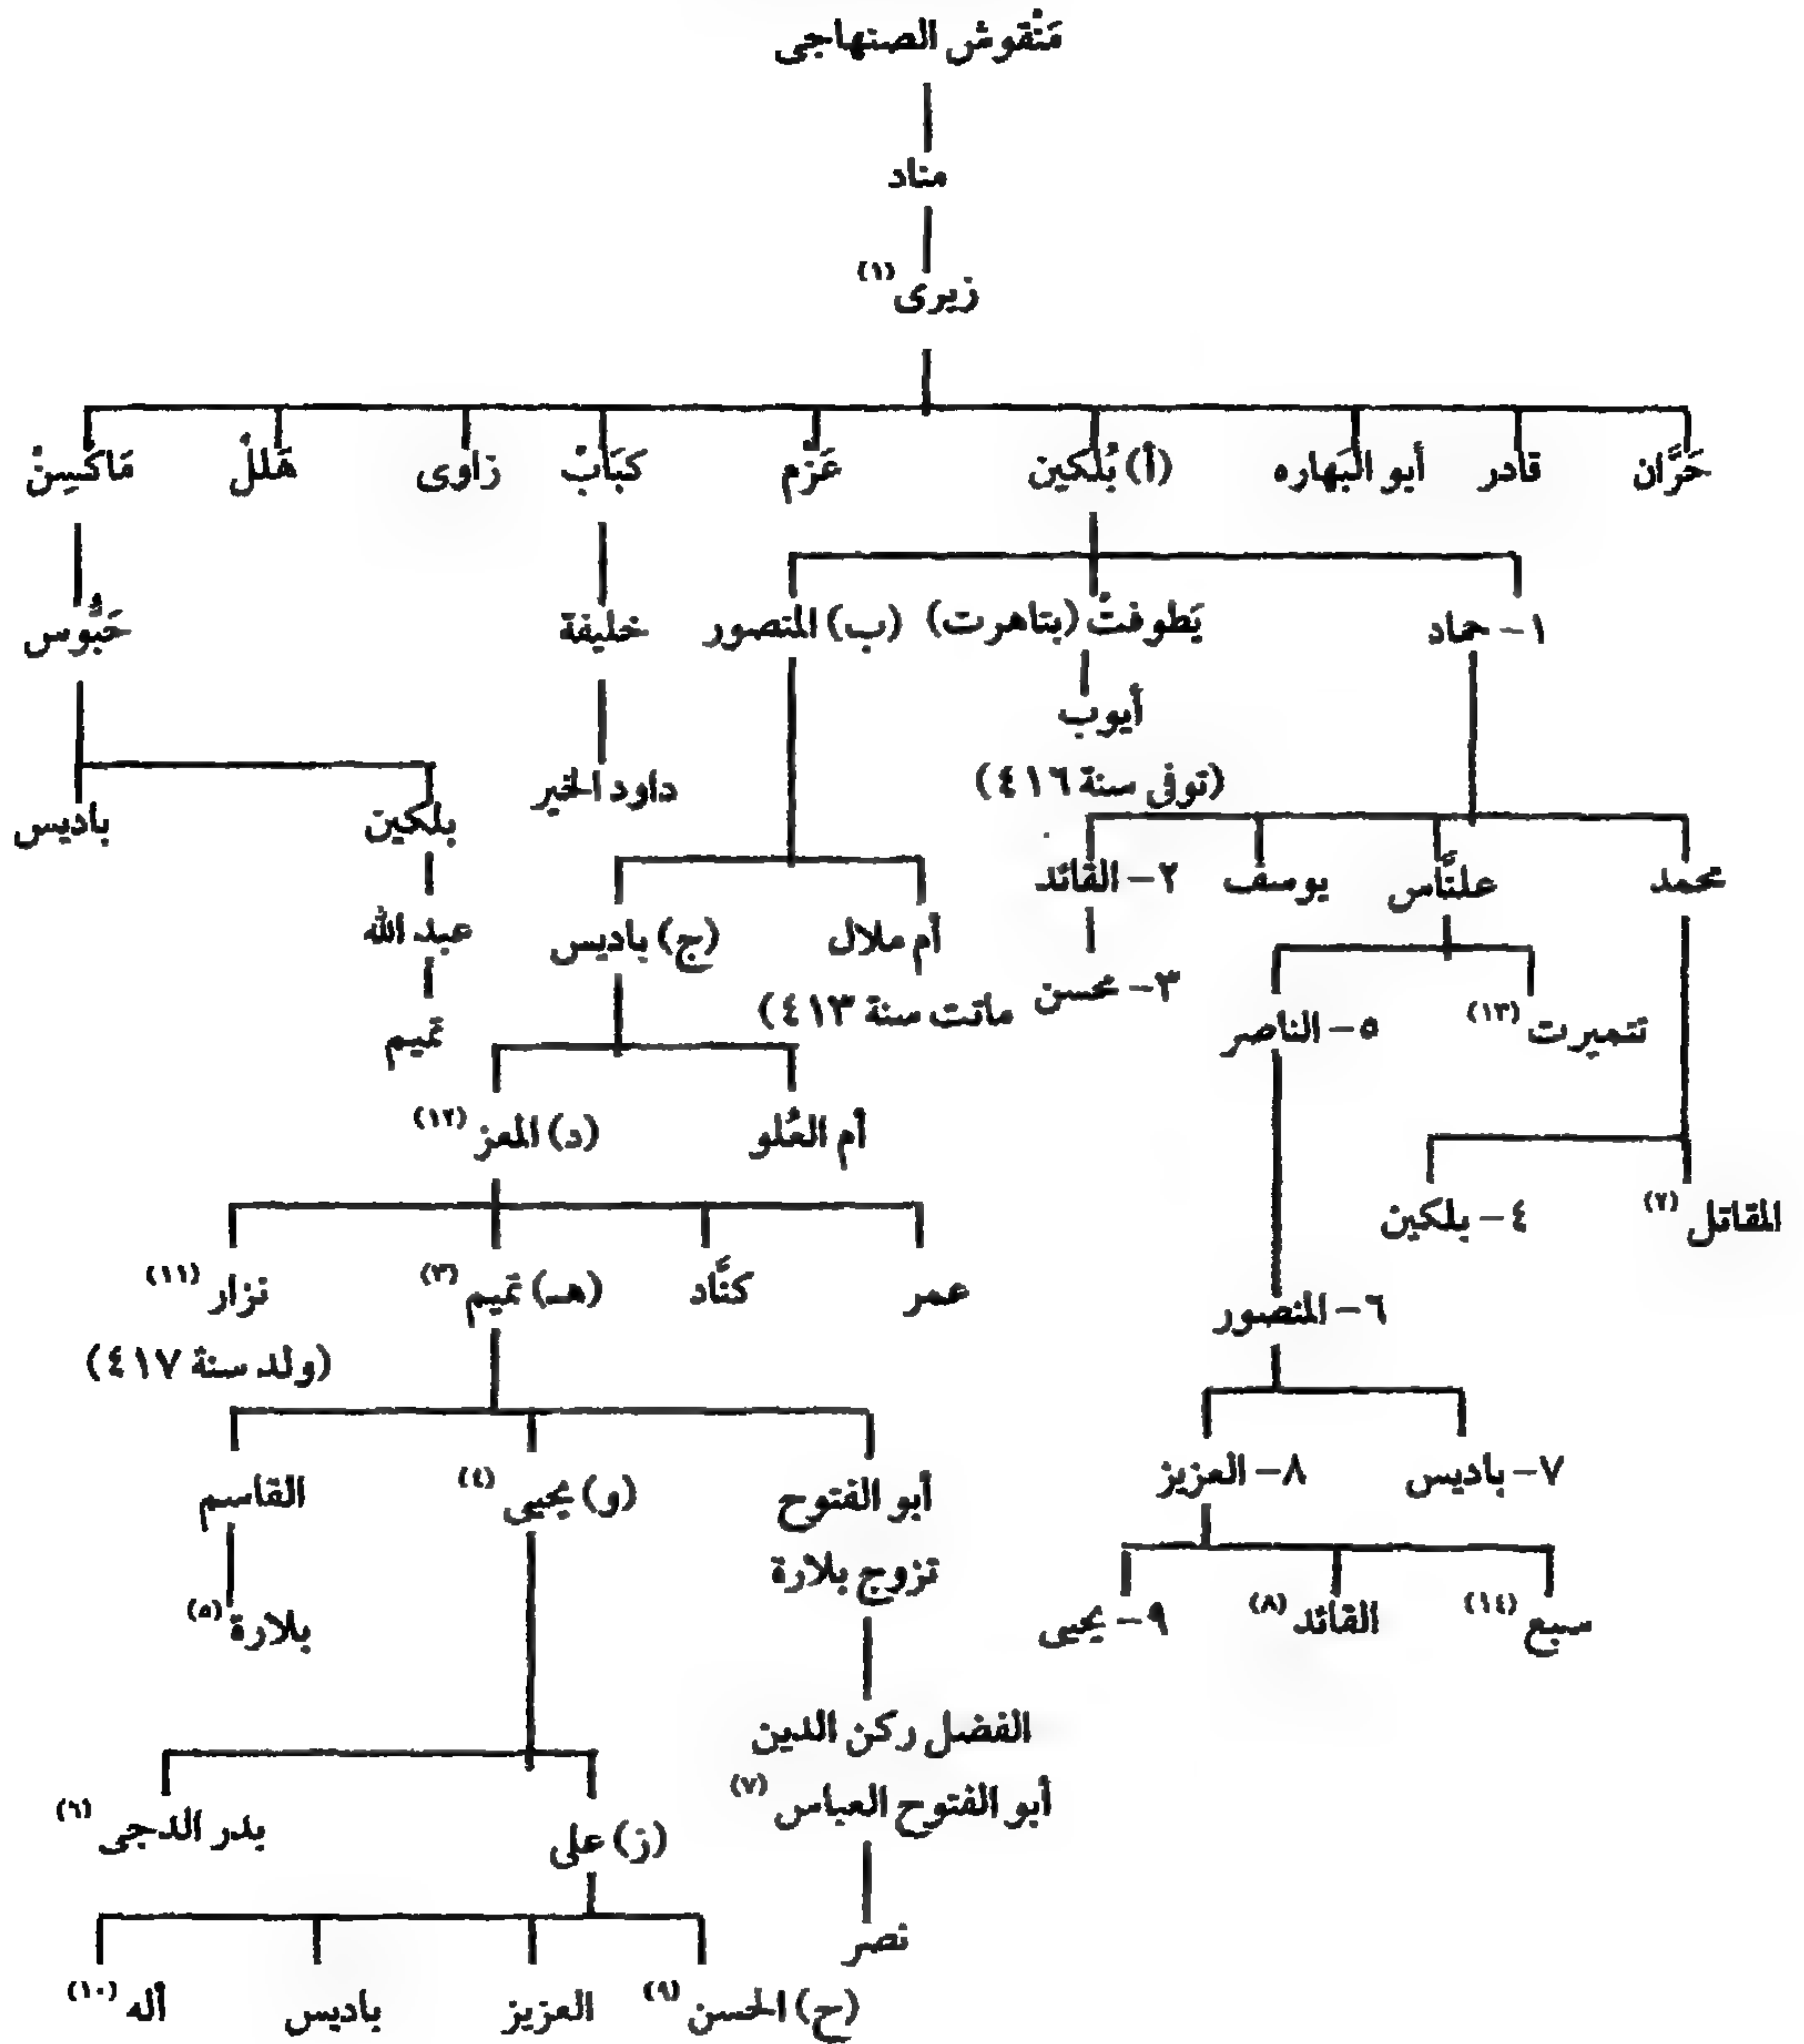 مَنْقوش الصنهاجى
مناد
زيرى (١)
حَرَّان قادر أبو البَهاره (أ) بُلكين عَزم كبَابْ زاوى هَللْ مَاكَسِنْ
١- حماد يَطوفتْ (بتاهرت) (ب) المنصور خليفة حَبُّوس
أيوب
(توفى سنة ٤١٦) داود الخير بلكين باديس
محمد علنَّاس يوسف ٢- القائد أم ملال (ج) باديس عبد الله
تتميرت (١٣) ٥- الناصر ٣- محسن ماتت سنة ٤١٣) تميم
أم العُلو (د) المعز (١٢)
المقاتل (٢) ٤- بلكين
عمر كنَّاد (هـ) تميم (٣) نزار (١١)
٦- المنصور (ولد سنة ٤١٧)
٧- باديس ٨- العزيز أبو الفتوح (و) يحيى (٤) القاسم
تزوج بلارة
سبع (١٤) القائد (٨) ٩- يحيى بلارة (٥)
الفضل ركن الدين
أبو الفتوح العباس (٧) (ز) على بدر الدجى (٦)
نصر
(ح) الحسن (٩) العزيز باديس أله (١٠)